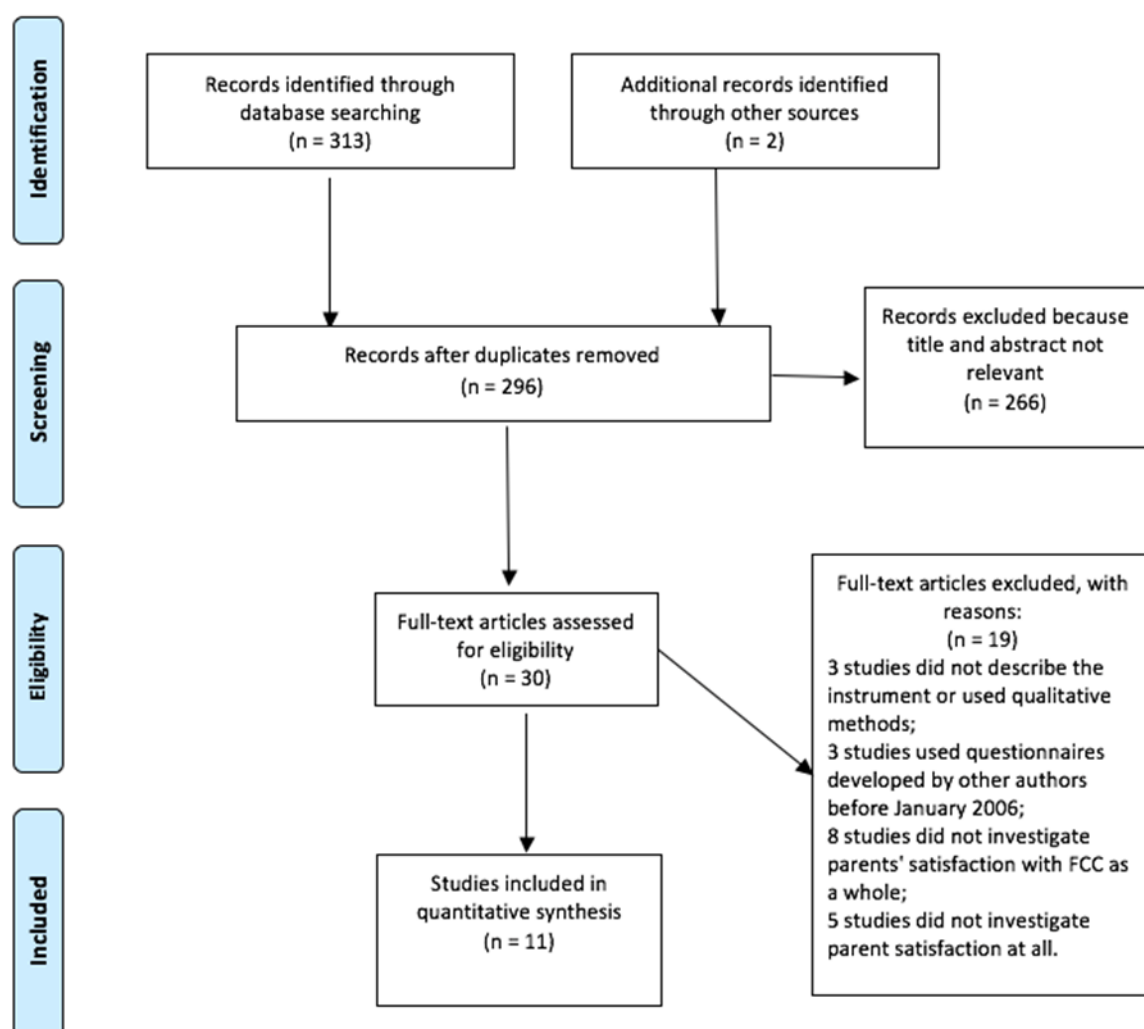 Identification
Records identified through
database searching
(n = 313)
Additional records identified
through other sources
(n = 2)
Screening
Records after duplicates removed
(n = 296)
Records excluded because
title and abstract not
relevant
(n = 266)
Eligibility
Full-text articles assessed
for eligibility
(n = 30)
Full-text articles excluded, with
reasons:
(n = 19)
3 studies did not describe the
instrument or used qualitative
methods;
3 studies used questionnaires
developed by other authors
before January 2006;
8 studies did not investigate
parents' satisfaction with FCC as
a whole;
5 studies did not investigate
parent satisfaction at all.
Included
Studies included in
quantitative synthesis
(n = 11)